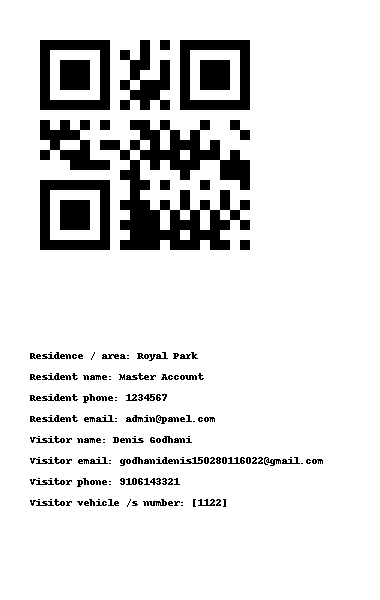 Residence / area: Royal Park
Resident name: Master Account
Resident phone: 1234567
Resident email: admin@panel.com
Visitor name: Denis Godhani
Visitor email: godhanidenis150280116022@gmail.com
Visitor phone: 9106143321
Visitor vehicle /s number: [1122]